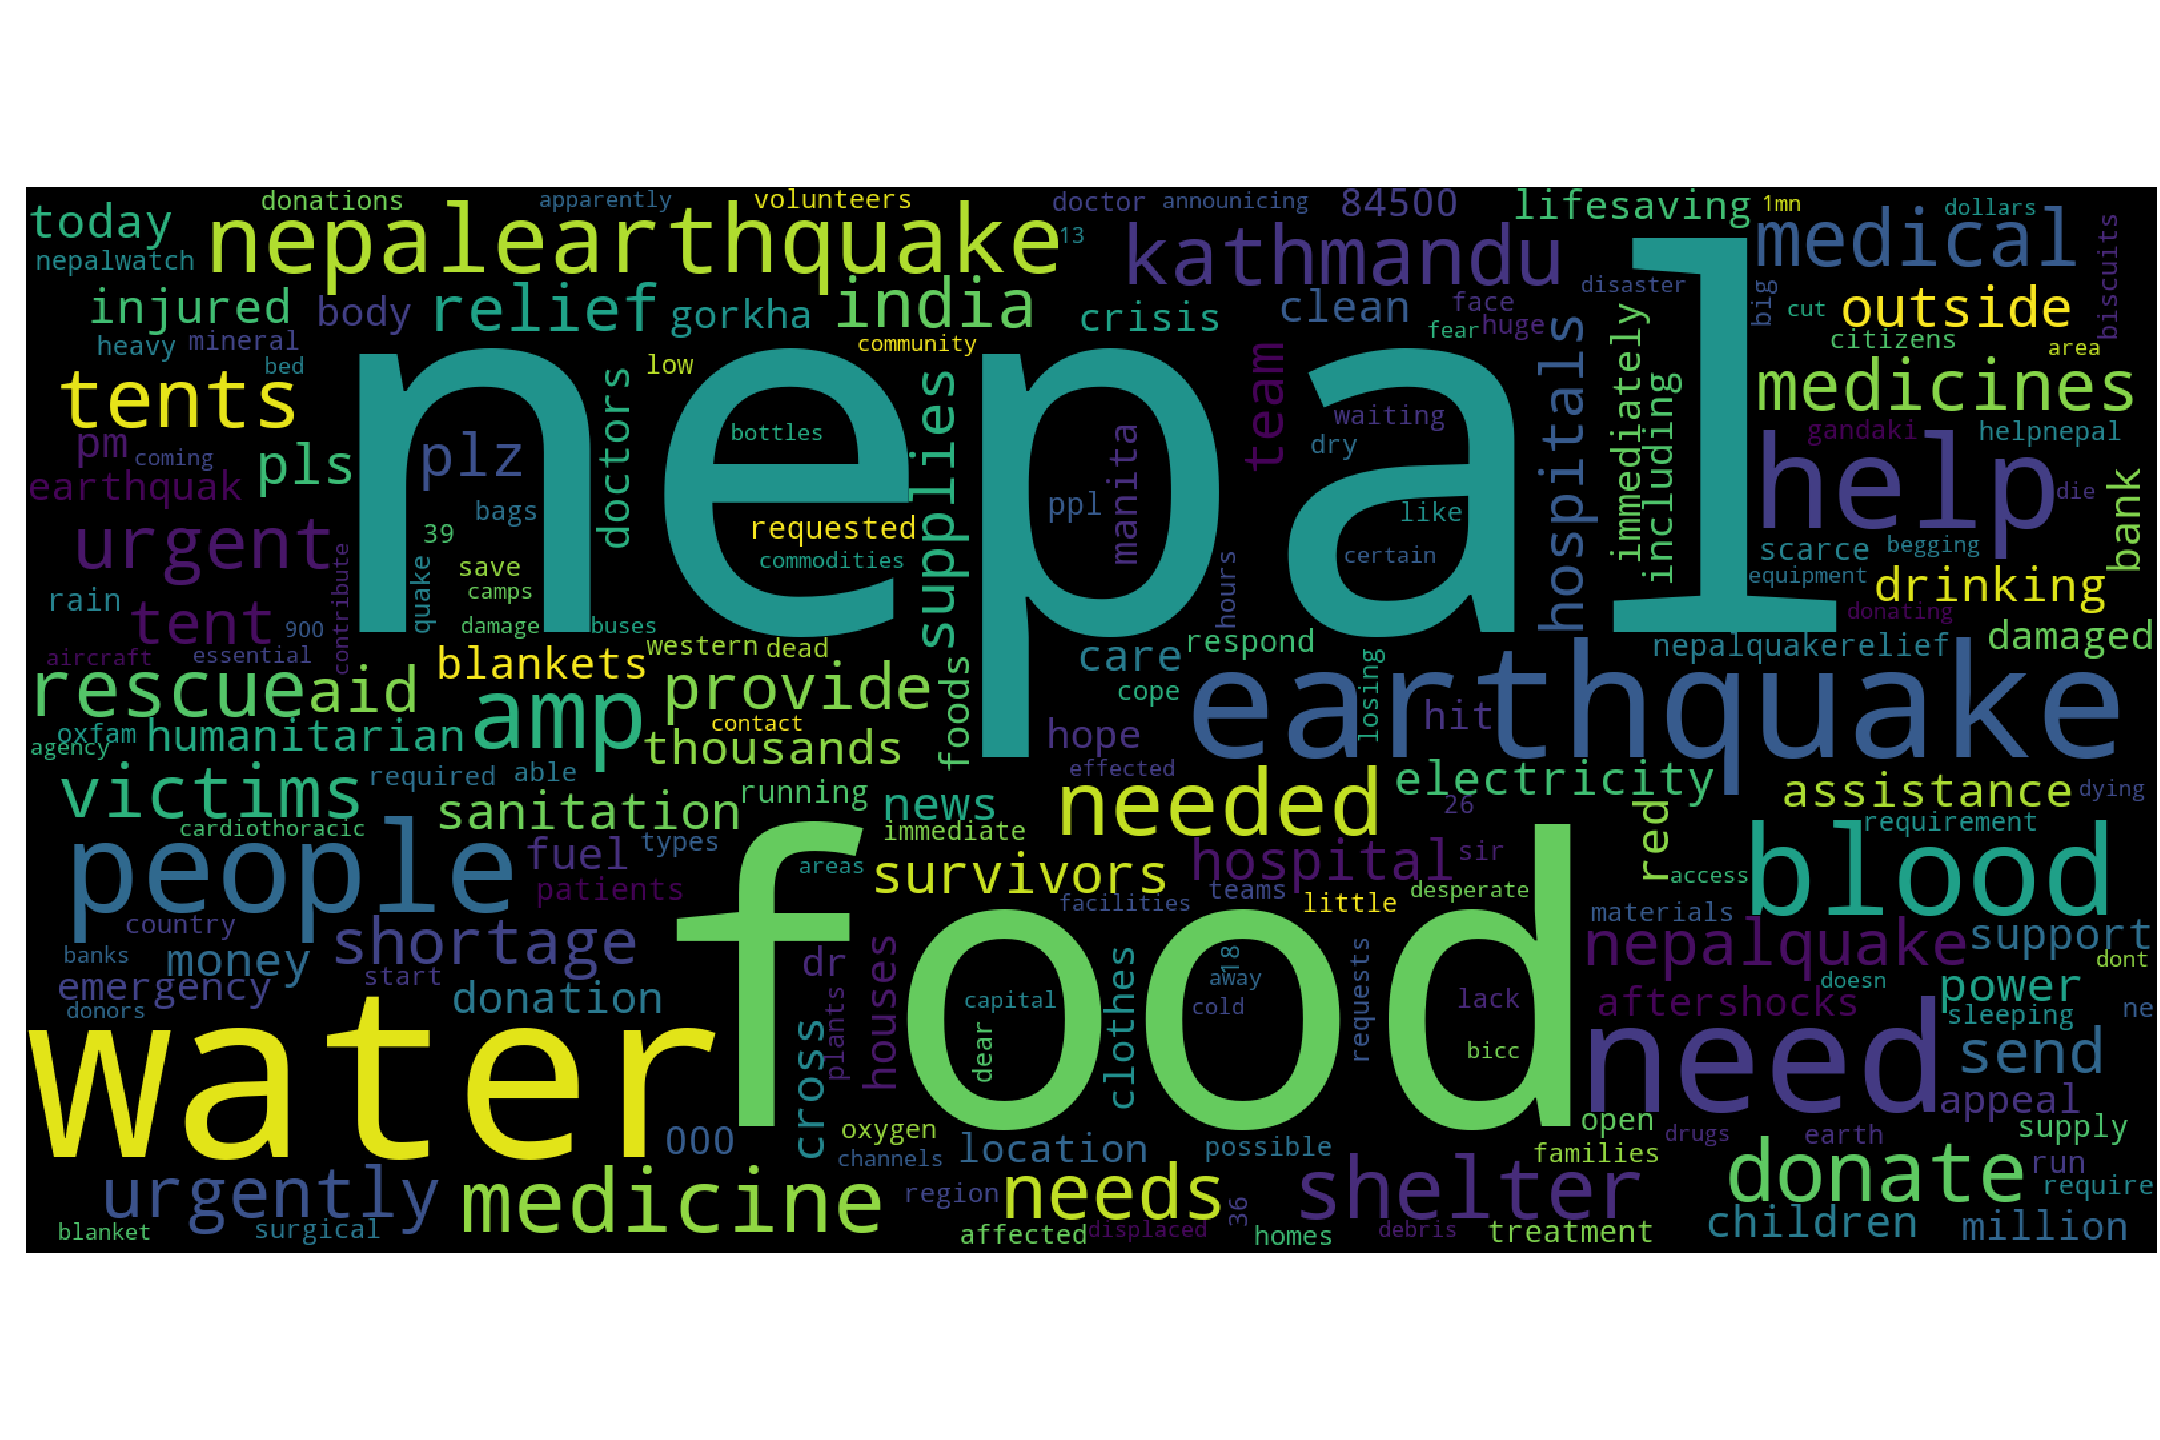 donations apparently volunteers doctor announicing 84500 lifesaving 1mn dollars
today nepalearthquake 13 kathmandu medical
nepalwatch injured body relief gorkha india crisis clean face disaster big cut outside biscuits
heavy mineral community fear huge immediately citizens area
bed tents low doctors supplies team hospitals including medicines
nepal
pm coming pls plz bottles manita waiting dry gandaki helpnepal
earthquak bags ppl like help die bank
urgent 39 requested hours certain scarce begging
quake save commodities equipment drinking
rain contribute camps donating
tent 900 damage buses respond nepalquakerelief damaged
aircraft essential blankets western dead care
rescue aid amp provide foods cope losing hit earthquake
oxfam humanitarian contact thousands hope
agency required able effected electricity assistance dying
victims sanitation running news needed 26 red
cardiothoracic immediate requirement
people fuel types areas survivors hospital sir blood
patients teams desperate access
country shortage food facilities little materials nepalquake support
banks money start dr houses clothes 18 requests doesn dont
emergency donation away lack aftershocks power
donors capital cold sleeping ne
water cross plants dear bicc need send
appeal
000 oxygen location possible open drugs earth supply
channels families
urgently medicine region needs 36 shelter donate run require
blanket surgical affected displaced homes debris treatment children million